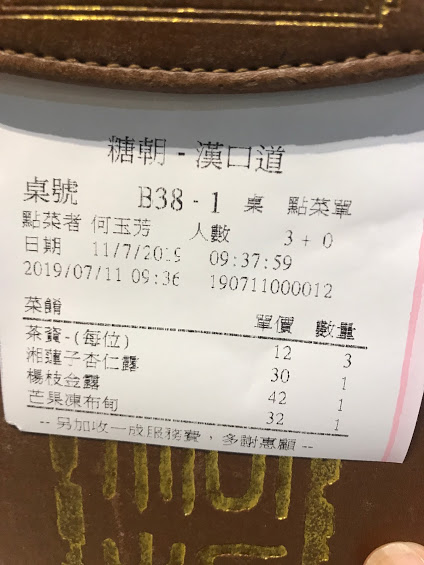 糖朝 - 漢口道
桌號 B38 - 1 桌 點菜單
點菜者 何玉芳 人數 3 + 0
日期 11/7/2019 09:37:59
2019/07/11 09:36 190711000012
菜餚 單價 數量
茶資-(每位) 12 3
湘蓮子杏仁露 30 1
楊枝金露 42 1
芒果凍布甸 32 1
-- 另加收一成服務費，多謝惠顧 --